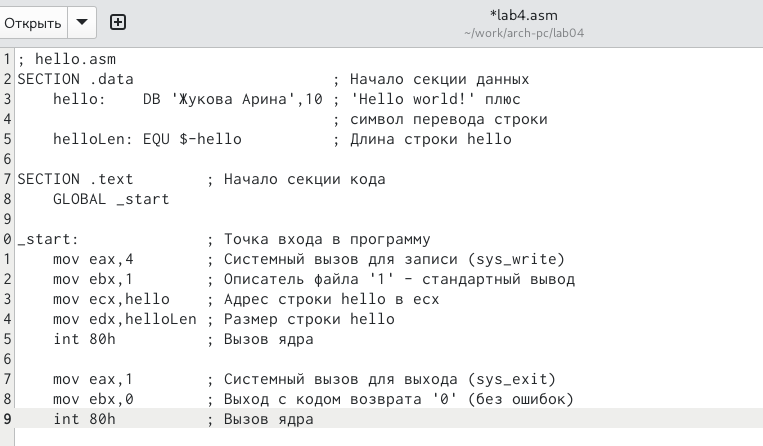 Открыть
*lab4.asm
~/work/arch-pc/lab04
1 ; hello.asm
2 SECTION .data                      ; Начало секции данных
3     hello:    DB 'Жукова Арина',10 ; 'Hello world!' плюс
4                                    ; символ перевода строки
5     helloLen: EQU $-hello          ; Длина строки hello
6
7 SECTION .text        ; Начало секции кода
8     GLOBAL _start
9
0 _start:              ; Точка входа в программу
1     mov eax,4        ; Системный вызов для записи (sys_write)
2     mov ebx,1        ; Описатель файла '1' - стандартный вывод
3     mov ecx,hello    ; Адрес строки hello в ecx
4     mov edx,helloLen ; Размер строки hello
5     int 80h          ; Вызов ядра
6
7     mov eax,1        ; Системный вызов для выхода (sys_exit)
8     mov ebx,0        ; Выход с кодом возврата '0' (без ошибок)
9     int 80h          ; Вызов ядра